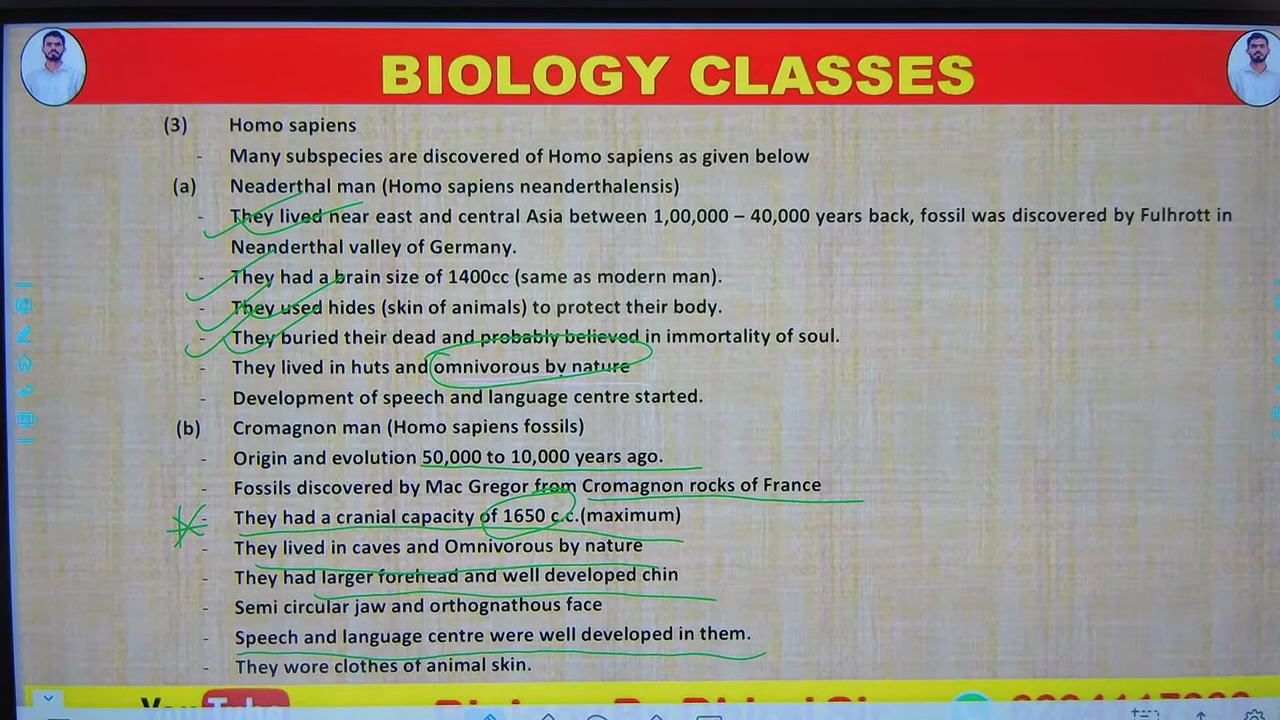 BIOLOGY CLASSES
(3) Homo sapiens
- Many subspecies are discovered of Homo sapiens as given below
(a) Neaderthal man (Homo sapiens neanderthalensis)
- They lived near east and central Asia between 1,00,000 – 40,000 years back, fossil was discovered by Fulhrott in
Neanderthal valley of Germany.
- They had a brain size of 1400cc (same as modern man).
- They used hides (skin of animals) to protect their body.
- They buried their dead and probably believed in immortality of soul.
- They lived in huts and omnivorous by nature
- Development of speech and language centre started.
(b) Cromagnon man (Homo sapiens fossils)
- Origin and evolution 50,000 to 10,000 years ago.
- Fossils discovered by Mac Gregor from Cromagnon rocks of France
- They had a cranial capacity of 1650 c.c.(maximum)
- They lived in caves and Omnivorous by nature
- They had larger forehead and well developed chin
- Semi circular jaw and orthognathous face
- Speech and language centre were well developed in them.
- They wore clothes of animal skin.
YouTube